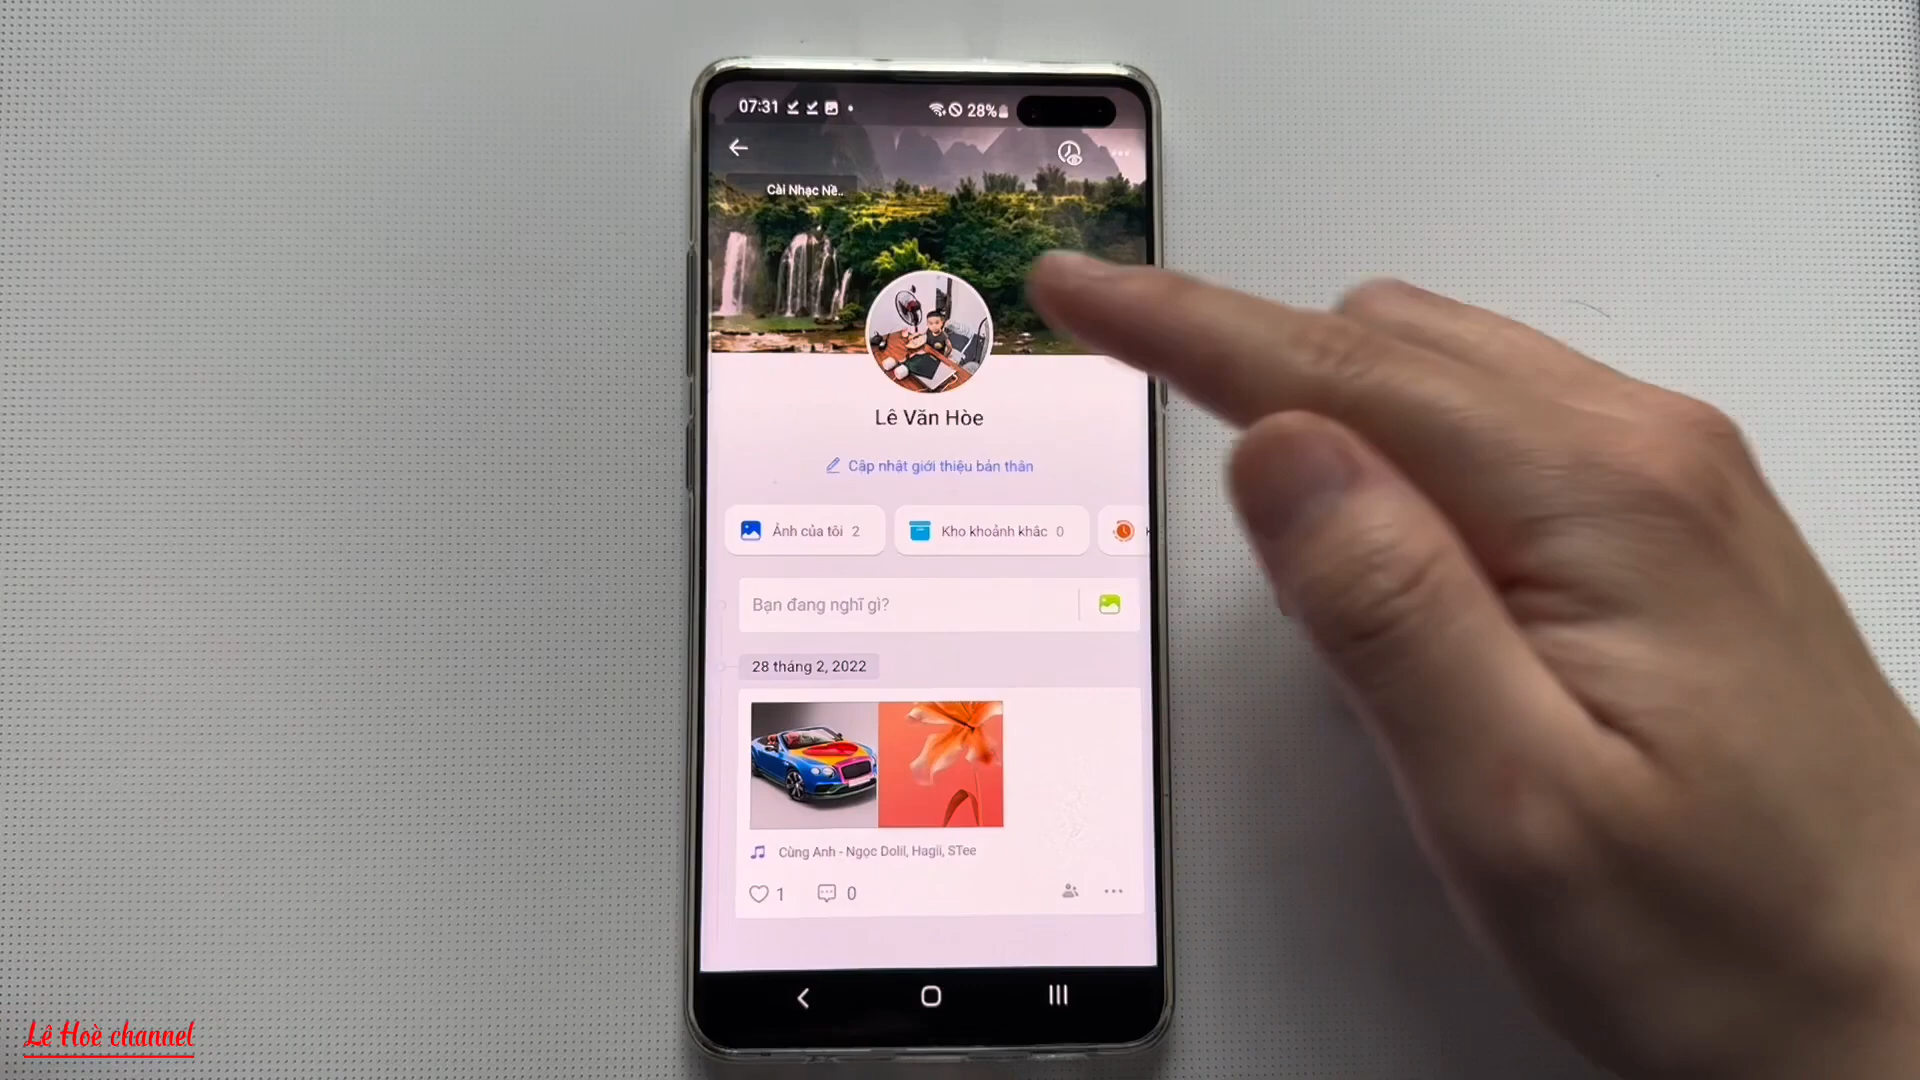 07:31
28%
Cài Nhạc Nề..
Lê Văn Hòe
Cập nhật giới thiệu bản thân
Ảnh của tôi 2
Kho khoảnh khắc 0
Bạn đang nghĩ gì?
28 tháng 2, 2022
Cùng Anh - Ngọc Dolil, Hagii, STee
1
0
Lê Hoè channel